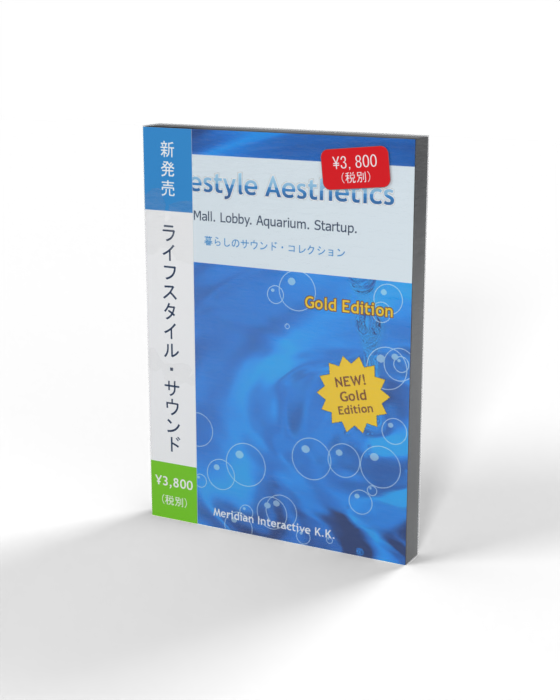 新発売
ライフスタイル・サウンド
¥3,800
（税別）
¥3,800
（税別）
estyle Aesthetics
Mall. Lobby. Aquarium. Startup.
暮らしのサウンド・コレクション
Gold Edition
NEW!
Gold
Edition
Meridian Interactive K.K.